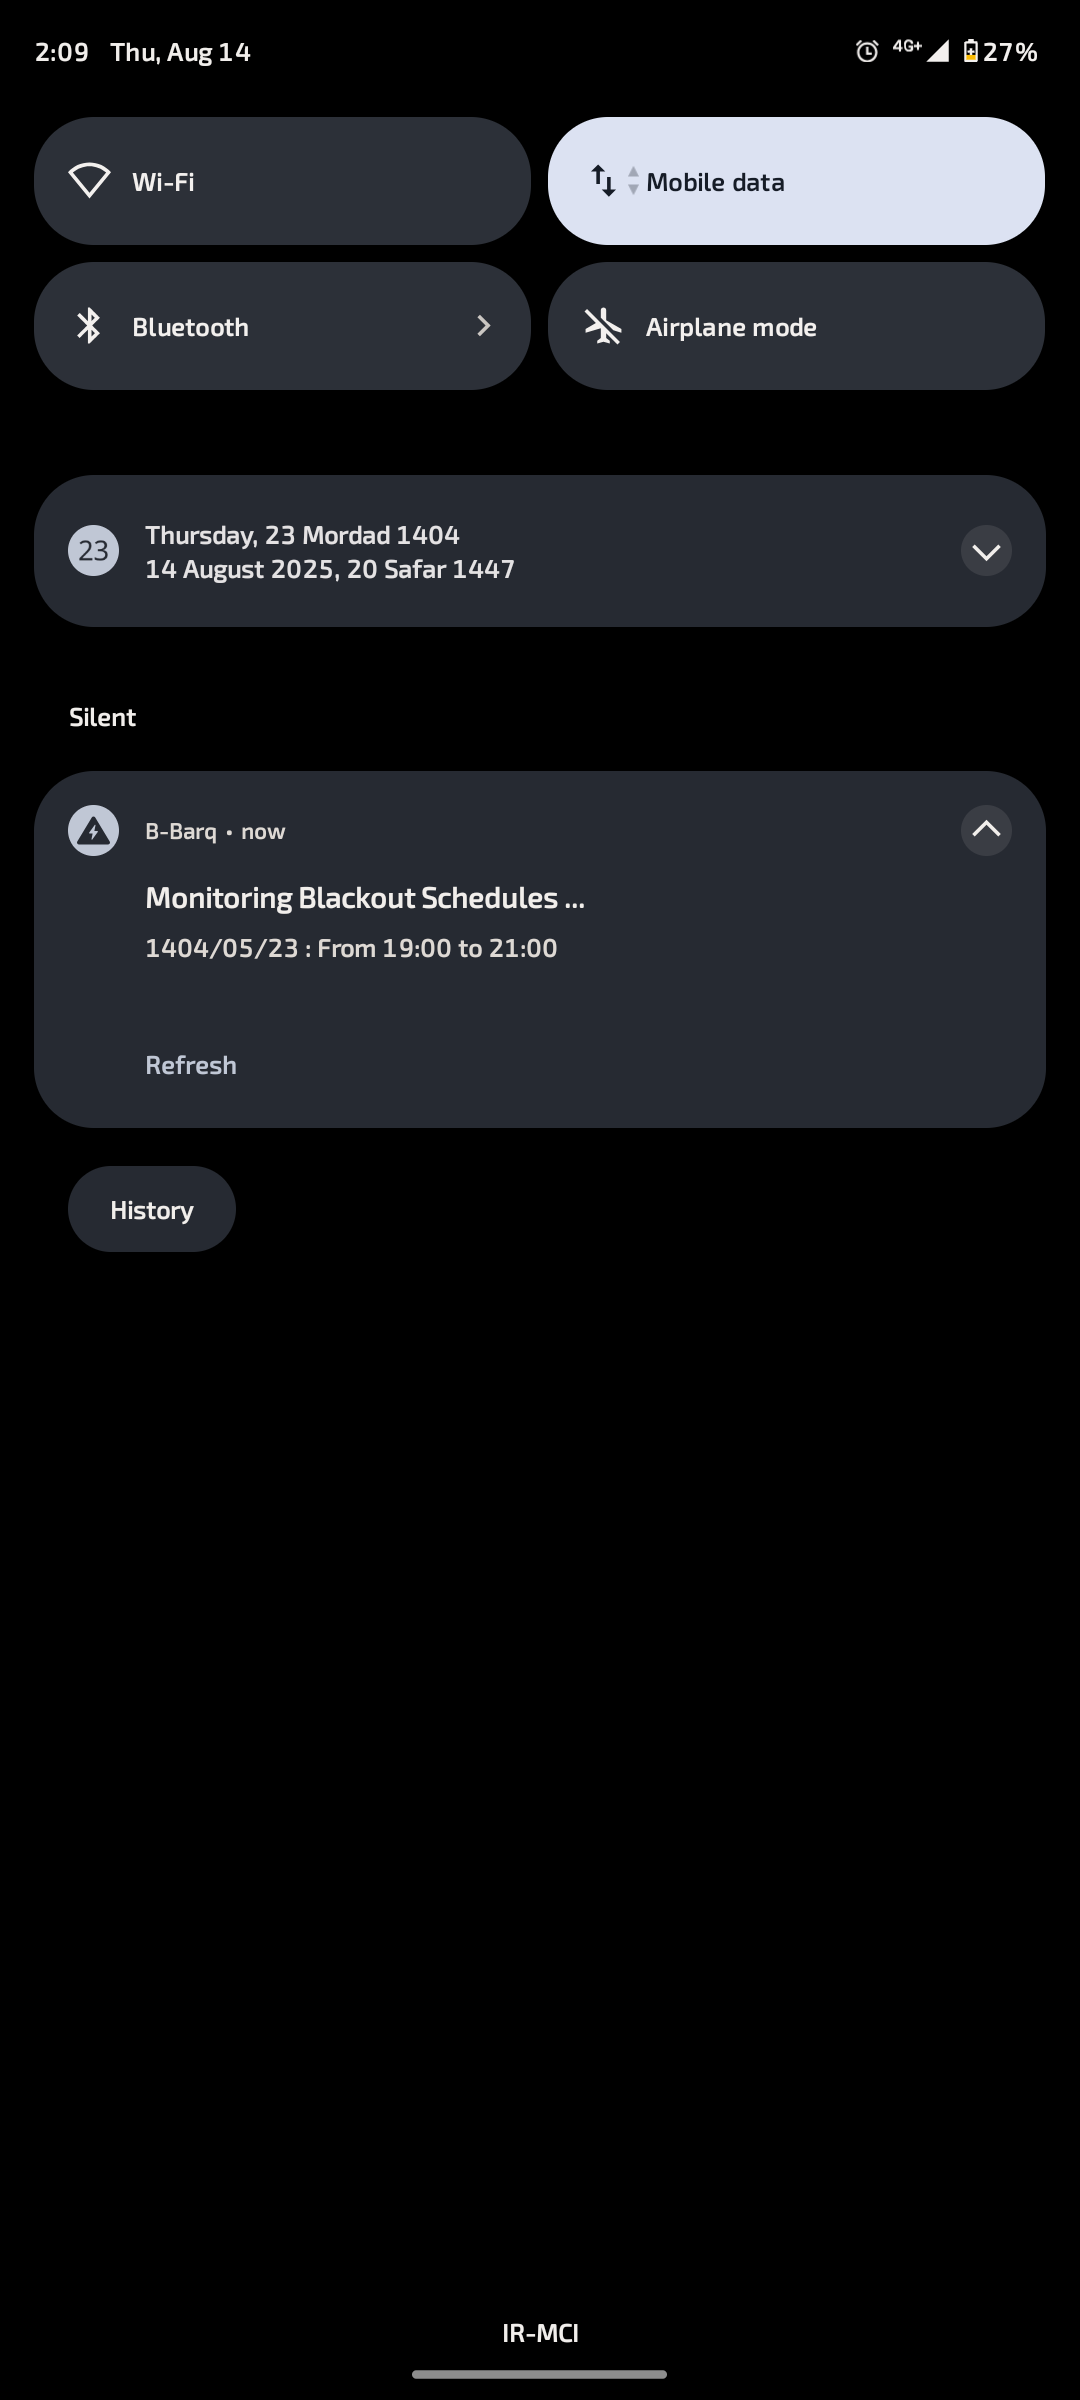 2:09 Thu, Aug 14
4G+ 27%
Wi-Fi
Mobile data
Bluetooth
Airplane mode
23
Thursday, 23 Mordad 1404
14 August 2025, 20 Safar 1447
Silent
B-Barq • now
Monitoring Blackout Schedules ...
1404/05/23 : From 19:00 to 21:00
Refresh
History
IR-MCI